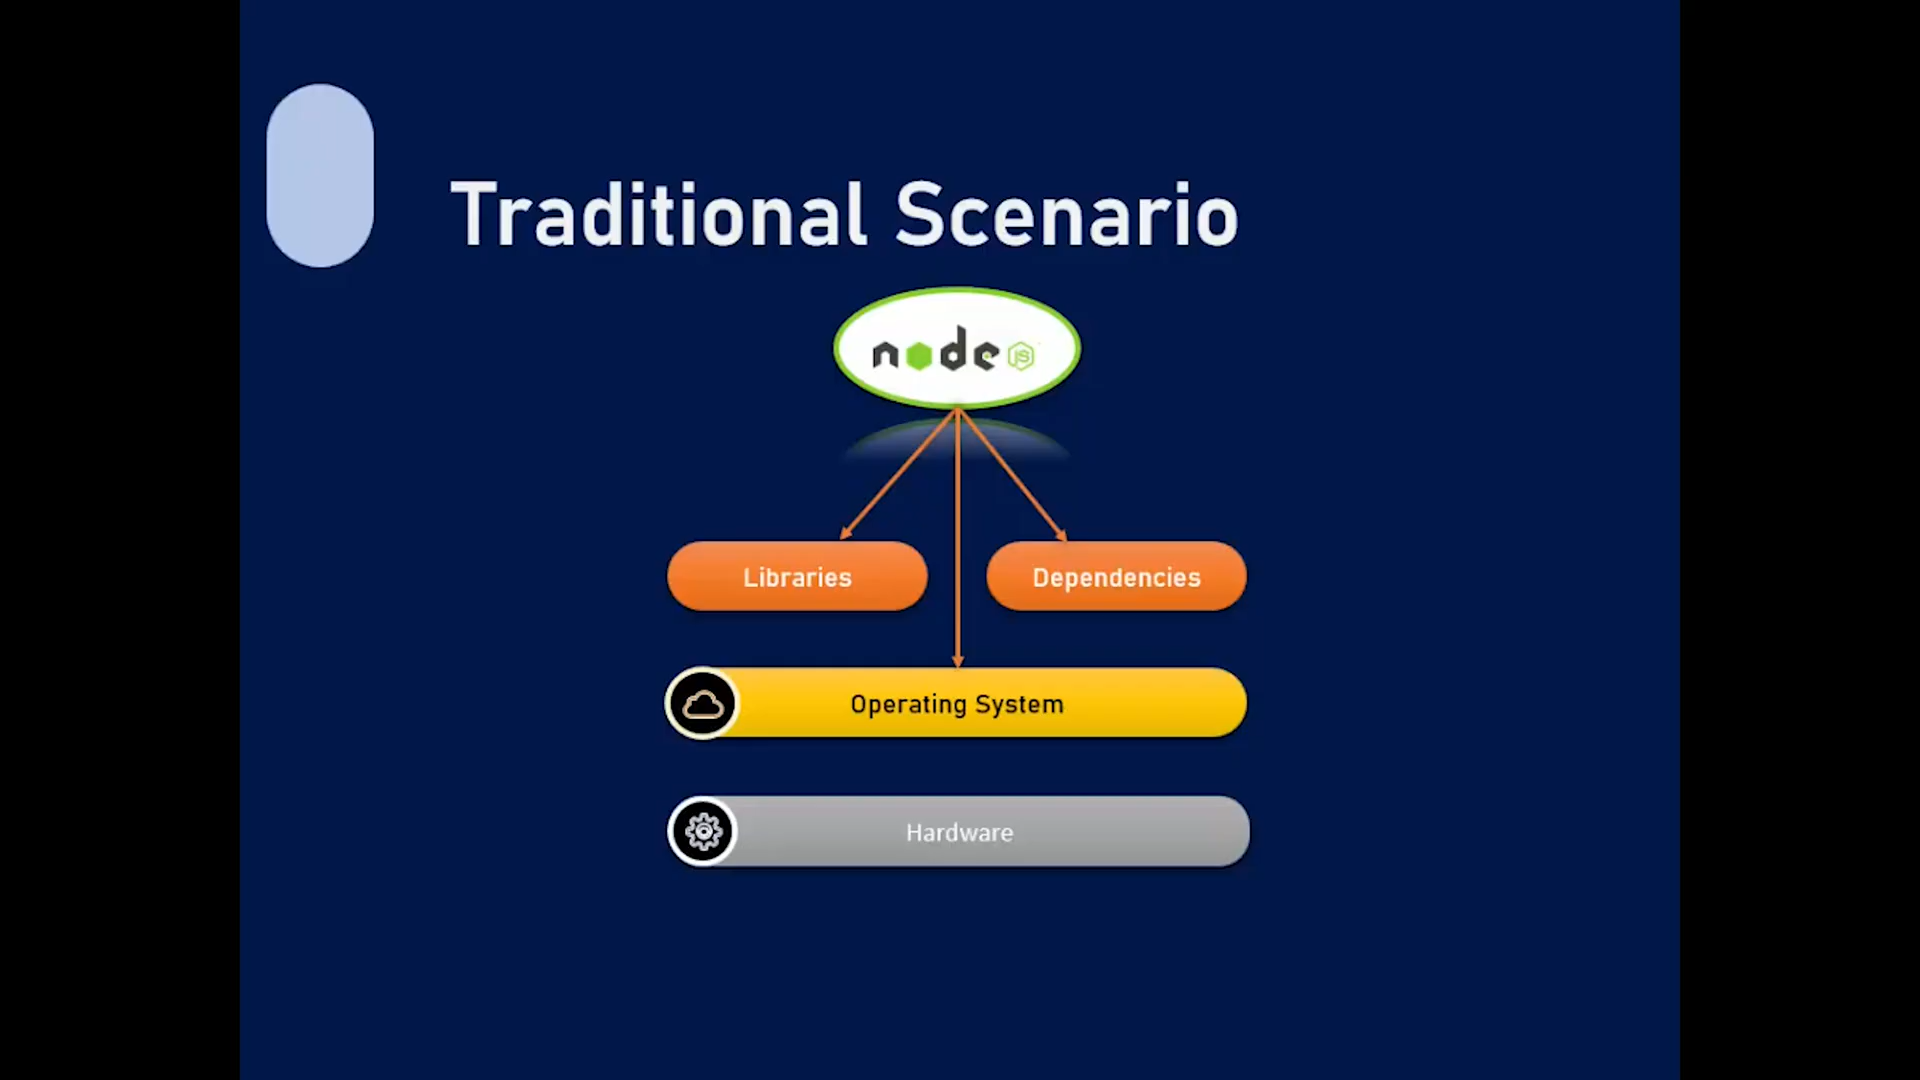 Traditional Scenario
node JS
Libraries
Dependencies
Operating System
Hardware